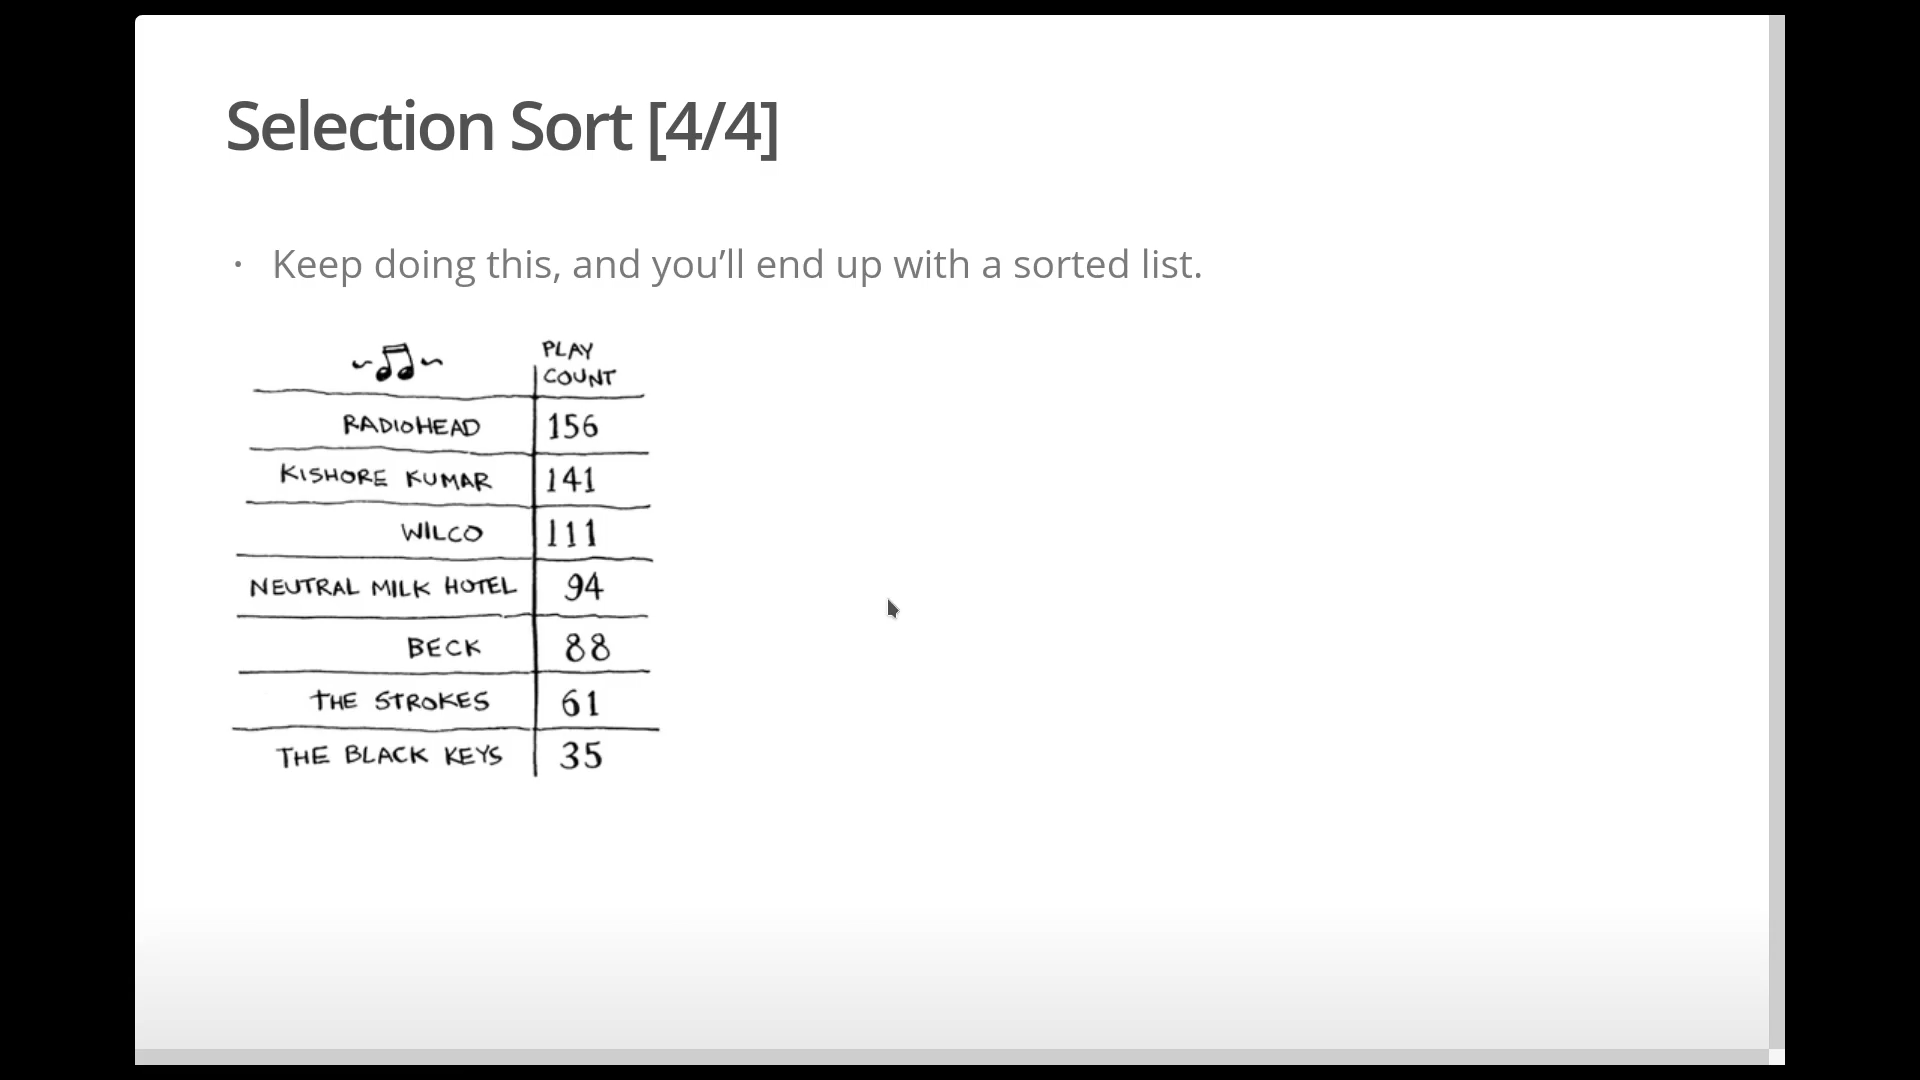 Selection Sort [4/4]
· Keep doing this, and you’ll end up with a sorted list.
PLAY
COUNT
RADIOHEAD 156
KISHORE KUMAR 141
WILCO 111
NEUTRAL MILK HOTEL 94
BECK 88
THE STROKES 61
THE BLACK KEYS 35